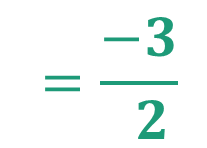 = −3/2